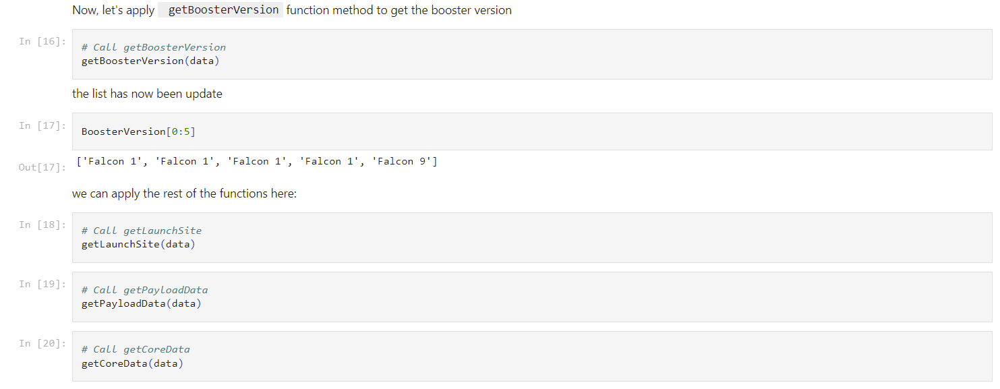 Now, let's apply getBoosterVersion function method to get the booster version
In [16]:
# Call getBoosterVersion
getBoosterVersion(data)
the list has now been update
In [17]:
BoosterVersion[0:5]
Out[17]:
['Falcon 1', 'Falcon 1', 'Falcon 1', 'Falcon 1', 'Falcon 9']
we can apply the rest of the functions here:
In [18]:
# Call getLaunchSite
getLaunchSite(data)
In [19]:
# Call getPayloadData
getPayloadData(data)
In [20]:
# Call getCoreData
getCoreData(data)